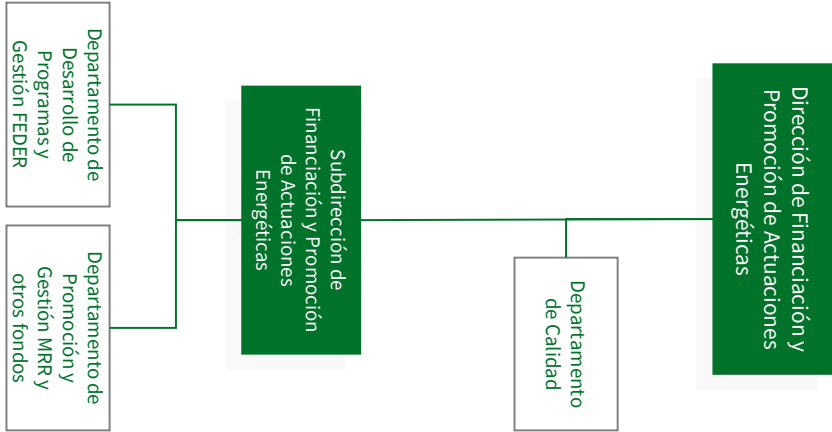 Dirección de Financiación y
Promoción de Actuaciones
Energéticas
Departamento
de Calidad
Subdirección de
Financiación y Promoción
de Actuaciones
Energéticas
Departamento de
Desarrollo de
Programas y
Gestión FEDER
Departamento de
Promoción y
Gestión MRR y
otros fondos